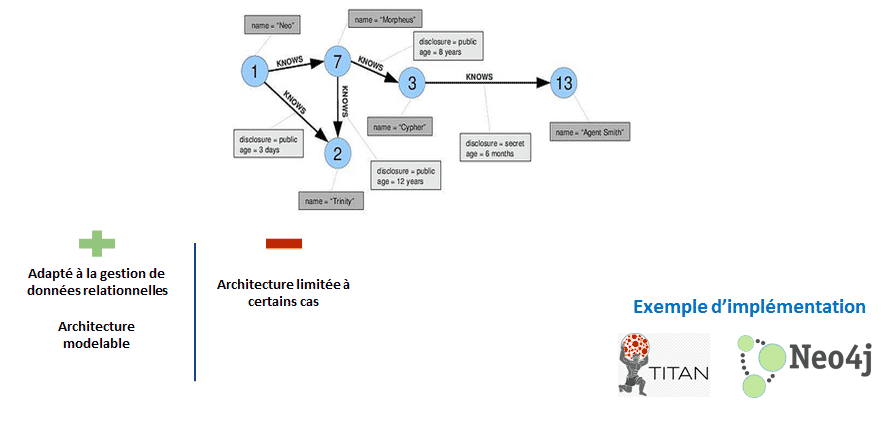 name = "Neo"
name = "Morpheus"
disclosure = public
age = 8 years
1
KNOWS
7
KNOWS
3
KNOWS
13
KNOWS
KNOWS
name = "Cypher"
name = "Agent Smith"
disclosure = public
age = 3 days
2
disclosure = secret
age = 6 months
disclosure = public
age = 12 years
name = "Trinity"
Adapté à la gestion de
données relationnelles
Architecture
modelable
Architecture limitée à
certains cas
Exemple d'implémentation
TITAN
Neo4j